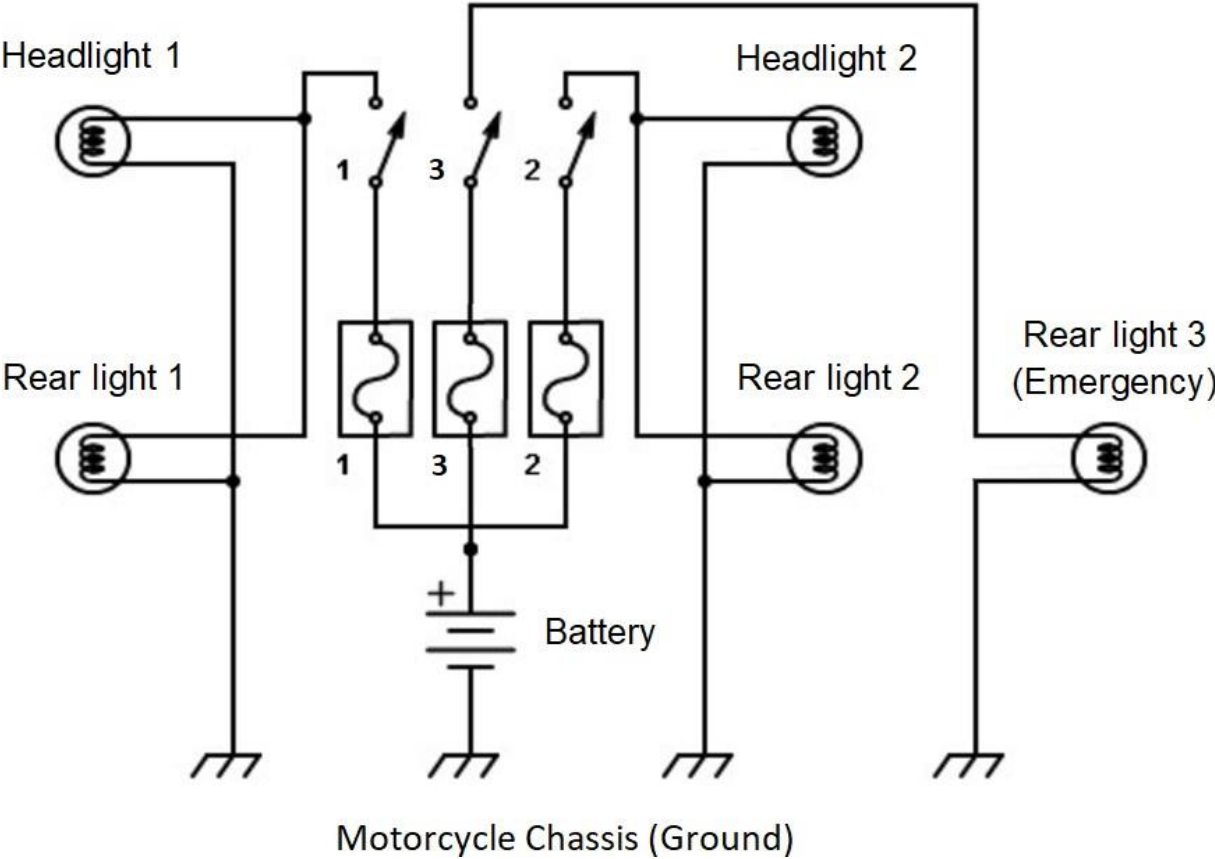 Headlight 1
Headlight 2
1
3
2
Rear light 1
Rear light 2
Rear light 3
(Emergency)
1
3
2
+
Battery
Motorcycle Chassis (Ground)